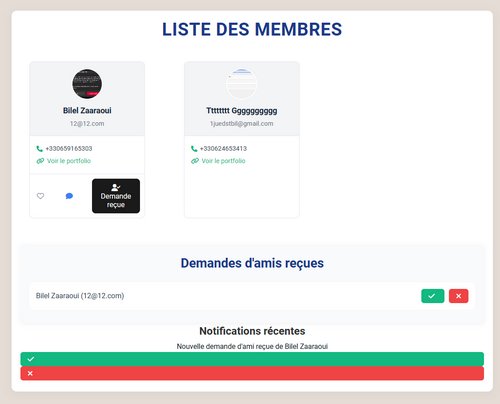 LISTE DES MEMBRES
Bilel Zaaraoui
12@12.com
+330659165303
Voir le portfolio
Demande
reçue
Tttttttt Gggggggggg
1juedstbil@gmail.com
+330624653413
Voir le portfolio
Demandes d'amis reçues
Bilel Zaaraoui (12@12.com)
Notifications récentes
Nouvelle demande d'ami reçue de Bilel Zaaraoui